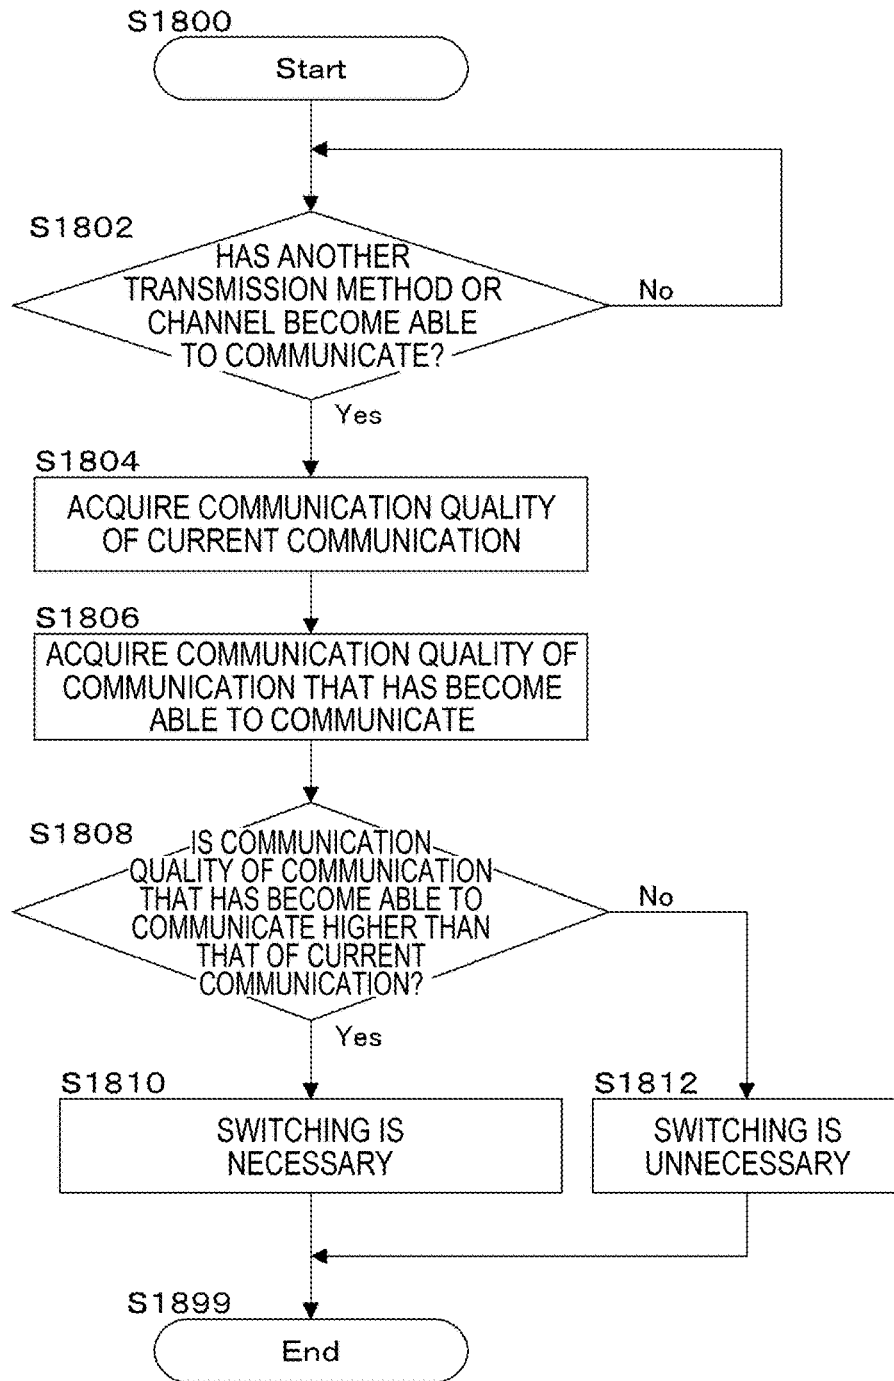 S1800
Start
S1802
HAS ANOTHER
TRANSMISSION METHOD OR
CHANNEL BECOME ABLE
TO COMMUNICATE?
No
Yes
S1804
ACQUIRE COMMUNICATION QUALITY
OF CURRENT COMMUNICATION
S1806
ACQUIRE COMMUNICATION QUALITY OF
COMMUNICATION THAT HAS BECOME
ABLE TO COMMUNICATE
S1808
IS COMMUNICATION
QUALITY OF COMMUNICATION
THAT HAS BECOME ABLE TO
COMMUNICATE HIGHER THAN
THAT OF CURRENT
COMMUNICATION?
No
Yes
S1810
SWITCHING IS
NECESSARY
S1812
SWITCHING IS
UNNECESSARY
S1899
End